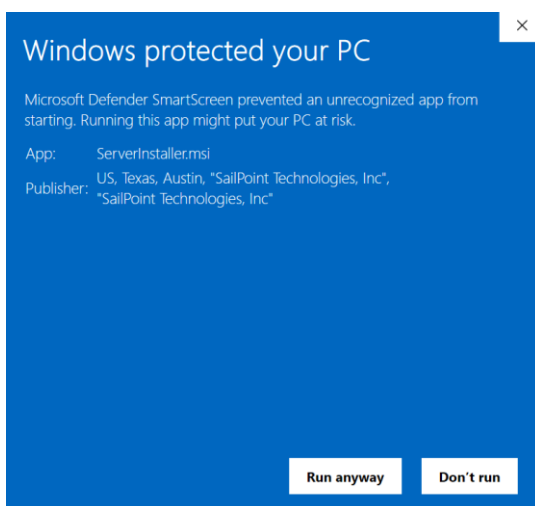 Windows protected your PC
Microsoft Defender SmartScreen prevented an unrecognized app from
starting. Running this app might put your PC at risk.
App: ServerInstaller.msi
Publisher: US, Texas, Austin, "SailPoint Technologies, Inc",
"SailPoint Technologies, Inc"
Run anyway Don't run